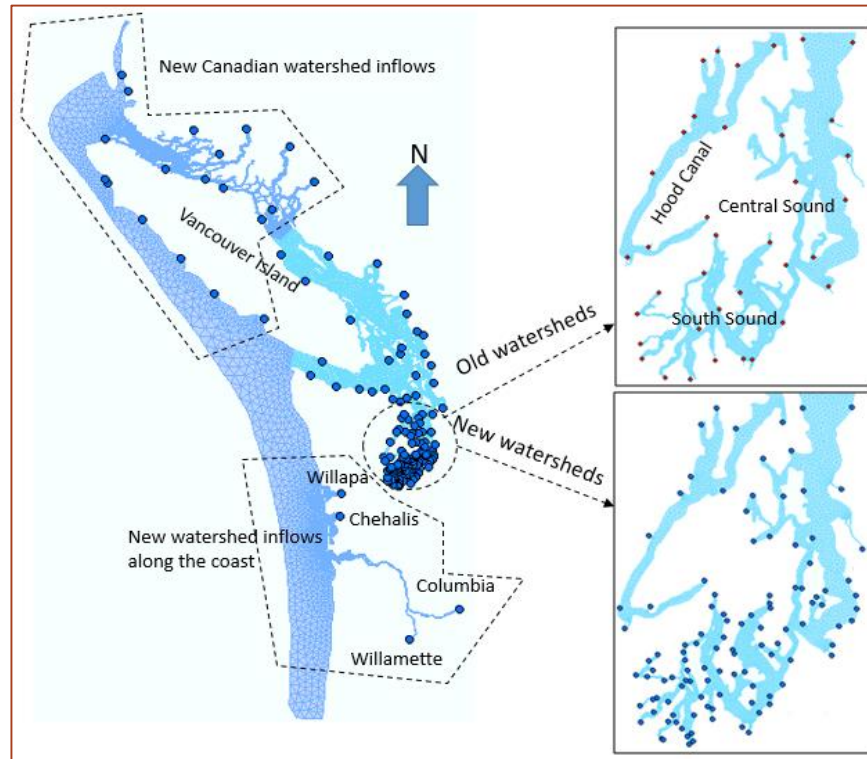 New Canadian watershed inflows
N
Vancouver Island
Hood Canal
Central Sound
South Sound
Old watersheds
New watersheds
Willapa
Chehalis
New watershed inflows
along the coast
Columbia
Willamette